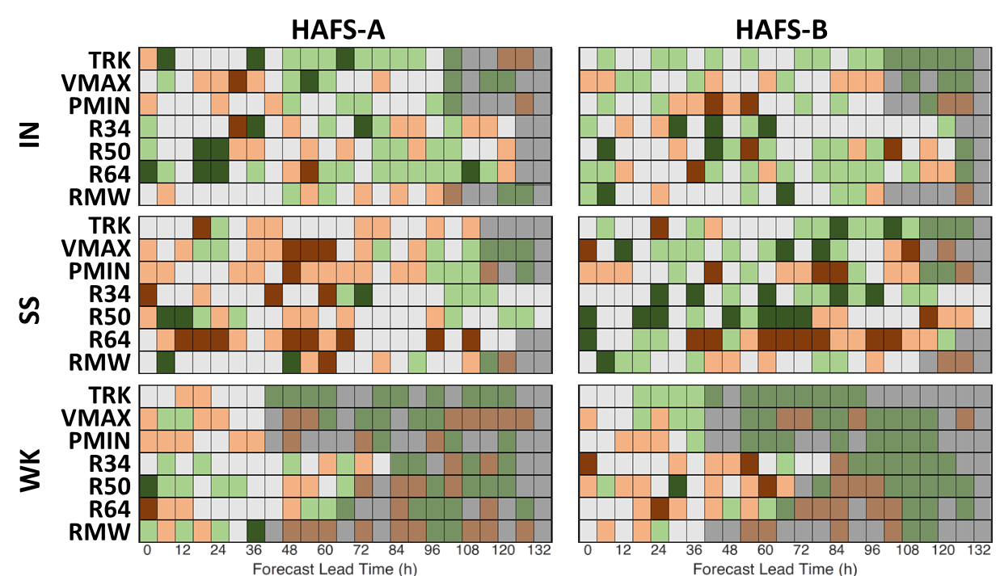 HAFS-A HAFS-B
IN
TRK
VMAX
PMIN
R34
R50
R64
RMW
SS
TRK
VMAX
PMIN
R34
R50
R64
RMW
WK
TRK
VMAX
PMIN
R34
R50
R64
RMW
0 12 24 36 48 60 72 84 96 108 120 132 0 12 24 36 48 60 72 84 96 108 120 132
Forecast Lead Time (h) Forecast Lead Time (h)